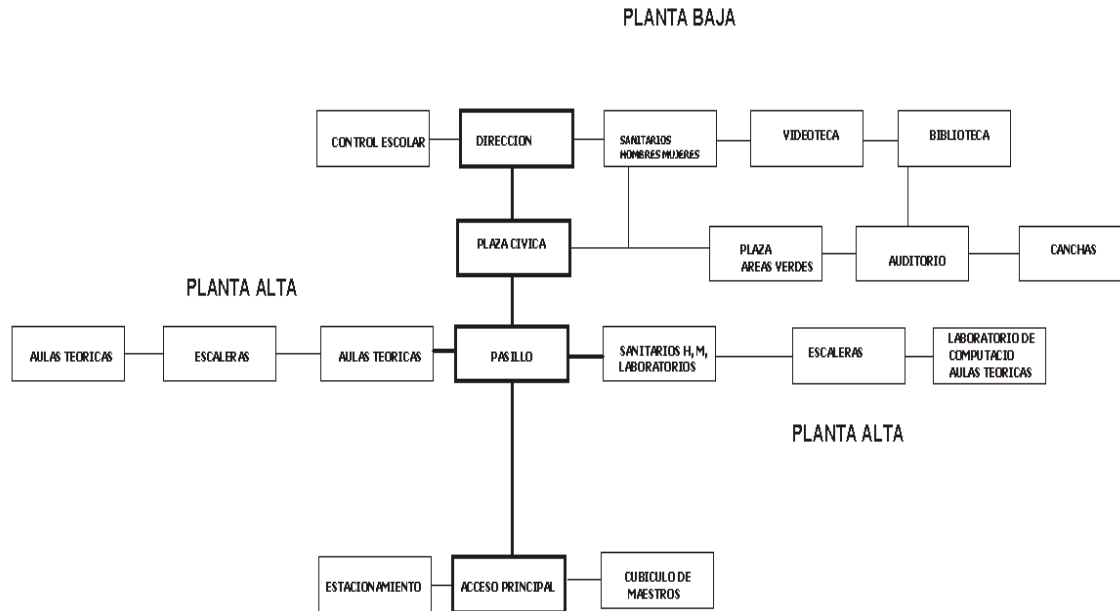 PLANTA BAJA
CONTROL ESCOLAR
DIRECCION
SANITARIOS
HOMBRES MUJERES
VIDEOTECA
BIBLIOTECA
PLAZA CIVICA
PLAZA
AREAS VERDES
AUDITORIO
CANCHAS
PLANTA ALTA
AULAS TEORICAS
ESCALERAS
AULAS TEORICAS
PASILLO
SANITARIOS H, M,
LABORATORIOS
ESCALERAS
LABORATORIO DE
COMPUTACIO
AULAS TEORICAS
PLANTA ALTA
ESTACIONAMIENTO
ACCESO PRINCIPAL
CUBICULO DE
MAESTROS